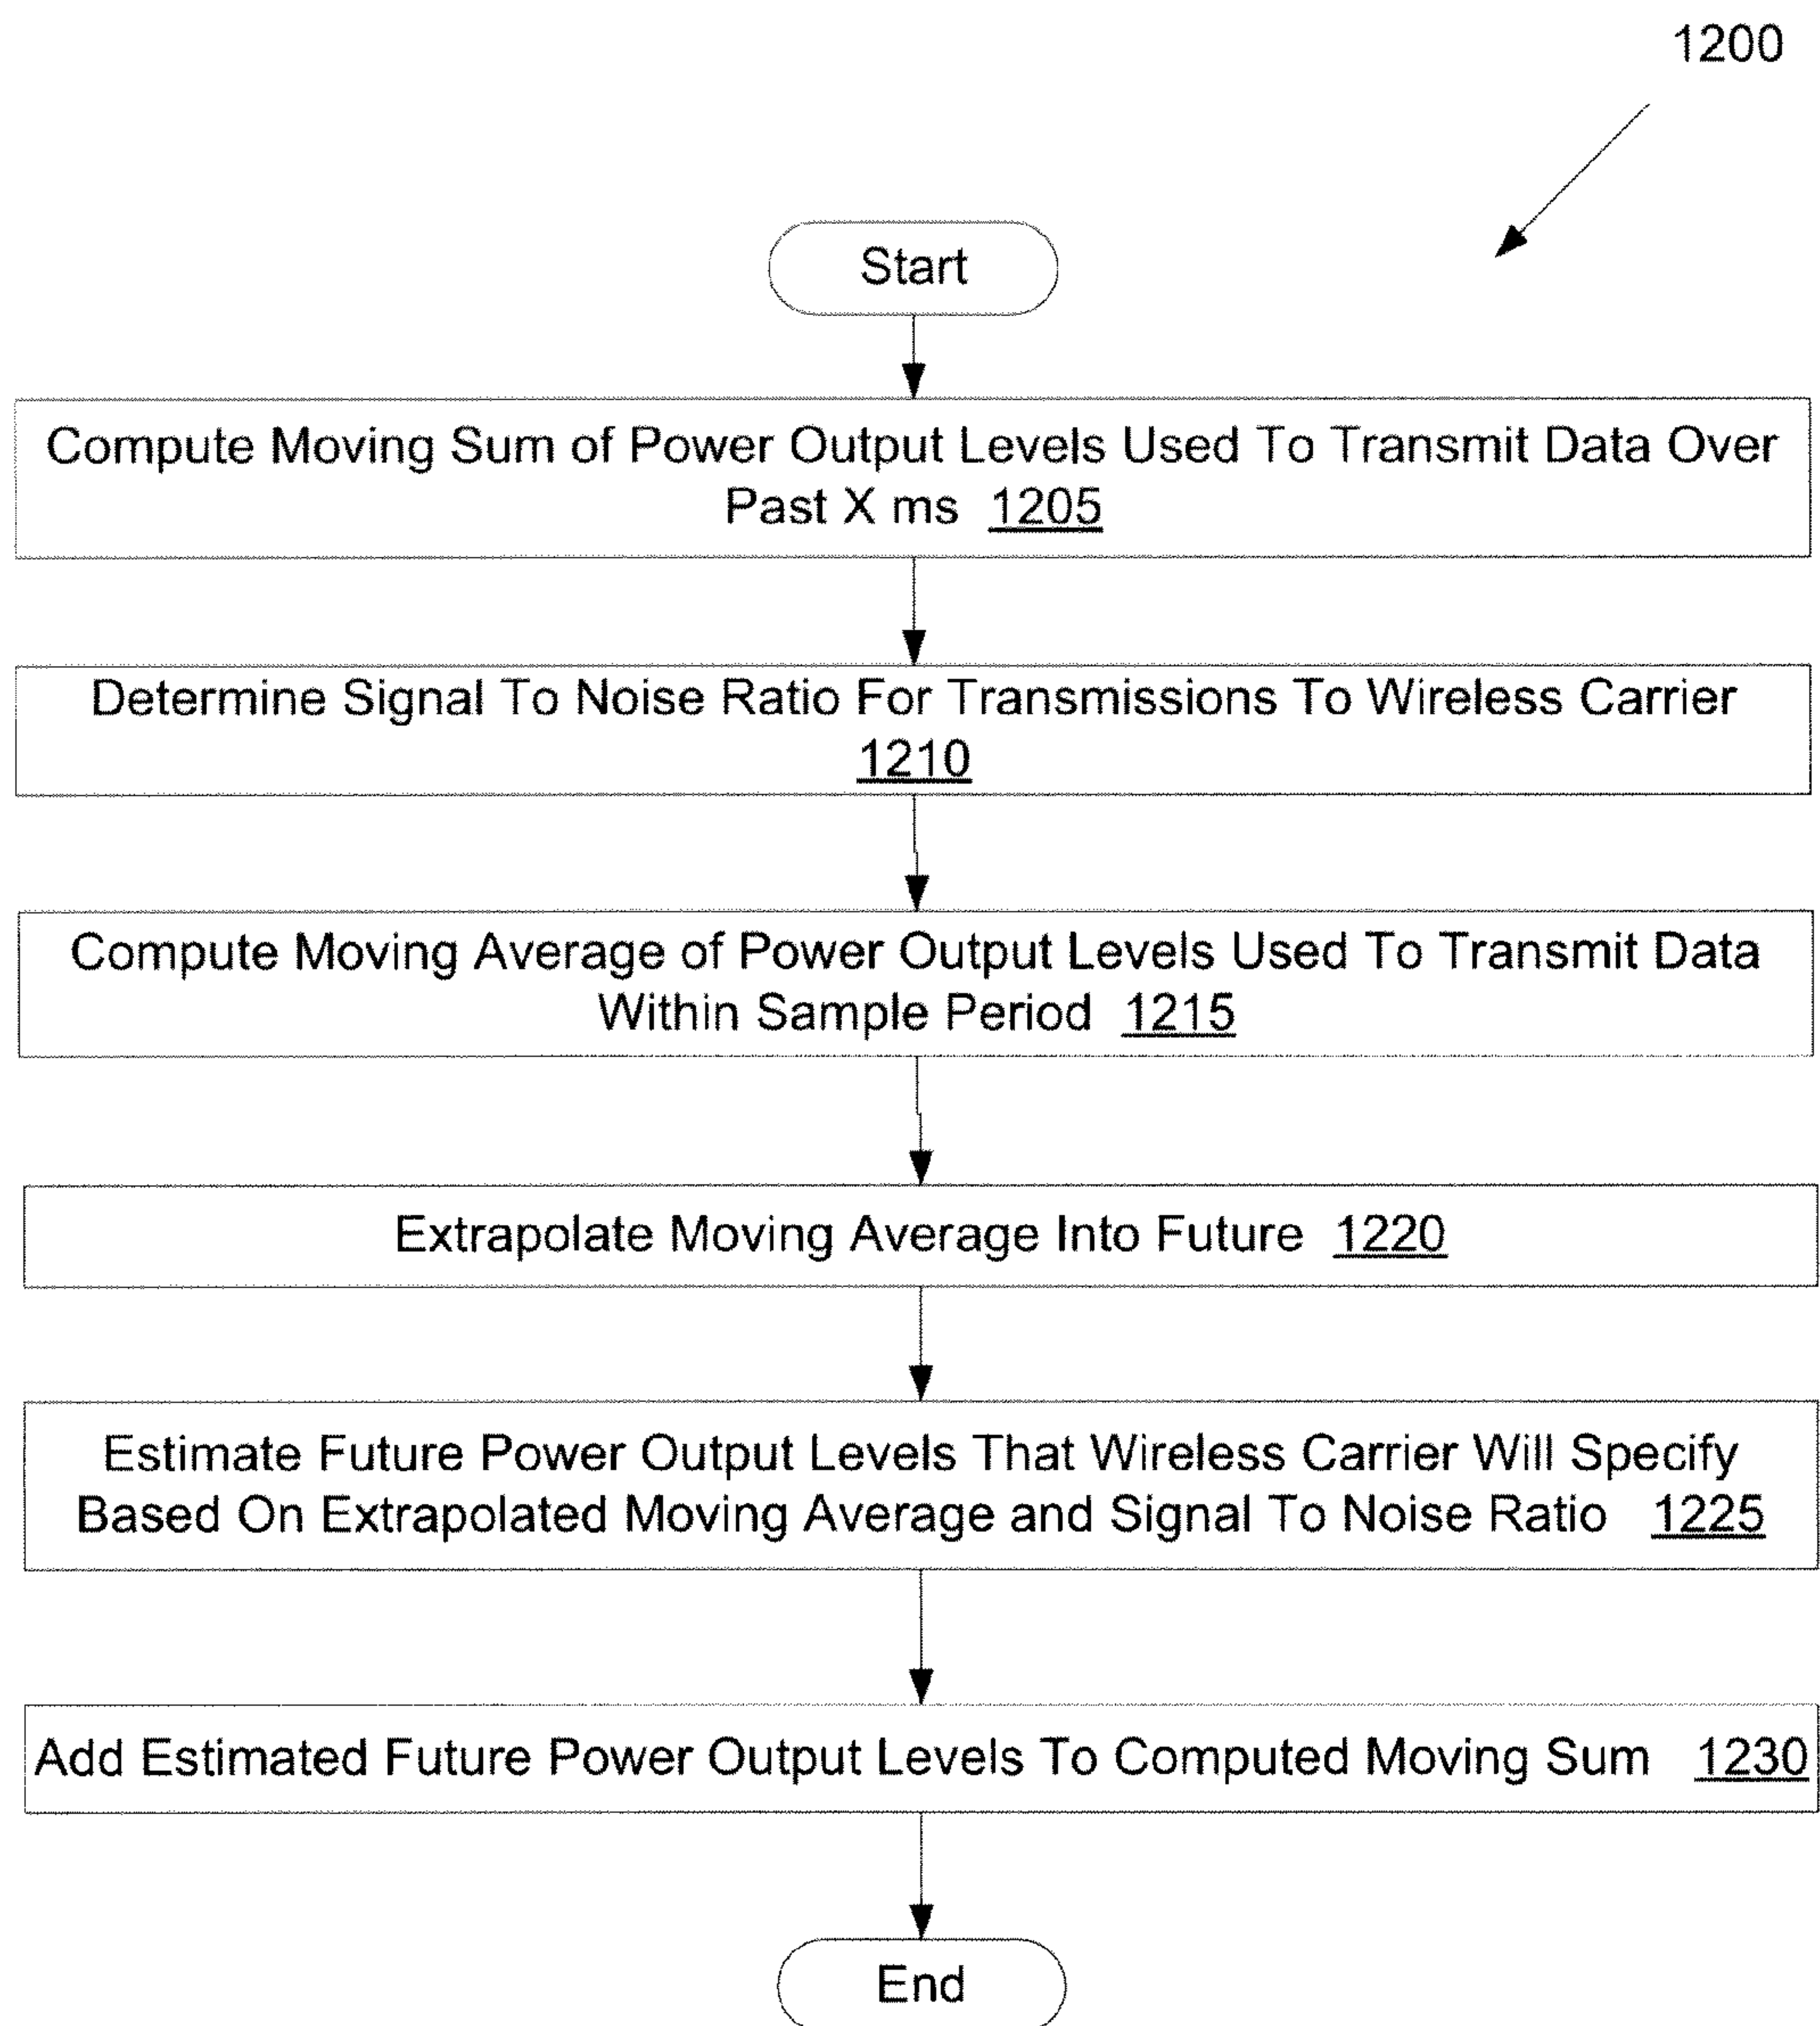 1200
Start
Compute Moving Sum of Power Output Levels Used To Transmit Data Over
Past X ms 1205
Determine Signal To Noise Ratio For Transmissions To Wireless Carrier
1210
Compute Moving Average of Power Output Levels Used To Transmit Data
Within Sample Period 1215
Extrapolate Moving Average Into Future 1220
Estimate Future Power Output Levels That Wireless Carrier Will Specify
Based On Extrapolated Moving Average and Signal To Noise Ratio 1225
Add Estimated Future Power Output Levels To Computed Moving Sum 1230
End